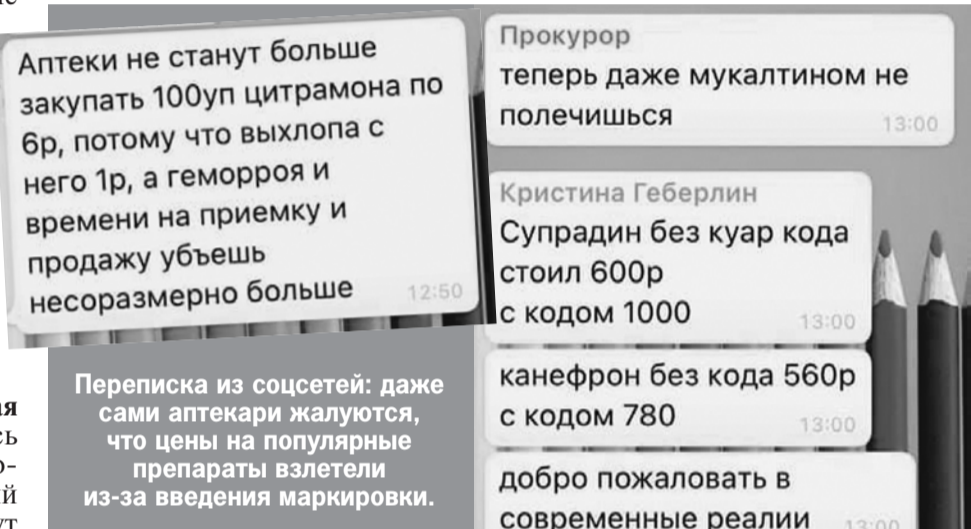 Аптеки не станут больше
закупать 100уп цитрамона по
6р, потому что выхлопа с
него 1р, а геморроя и
времени на приемку и
продажу убъешь
несоразмерно больше 12:50
Прокурор
теперь даже мукалтином не
полечишься 13:00
Кристина Геберлин
Супрадин без куар кода
стоил 600р
с кодом 1000 13:00
канефрон без кода 560р
с кодом 780 13:00
добро пожаловать в
современные реалии 13:00
Переписка из соцсетей: даже
сами аптекари жалуются,
что цены на популярные
препараты взлетели
из-за введения маркировки.